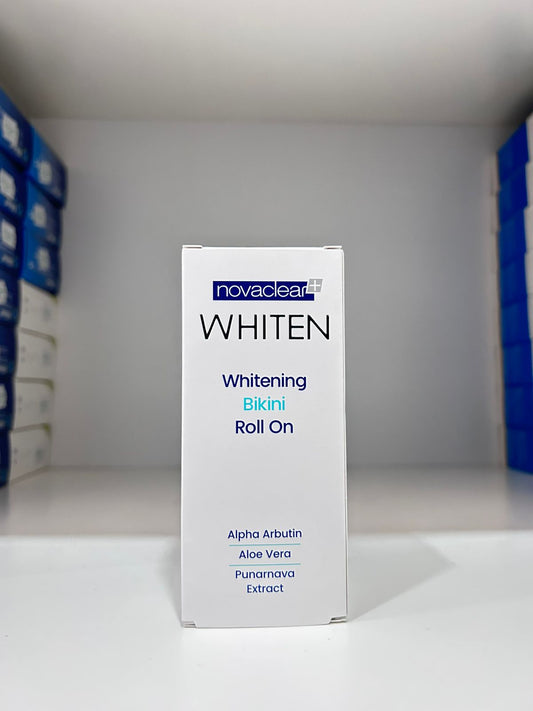 novaclear+
WHITEN
Whitening
Bikini
Roll On
Alpha Arbutin
Aloe Vera
Punarnava
Extract